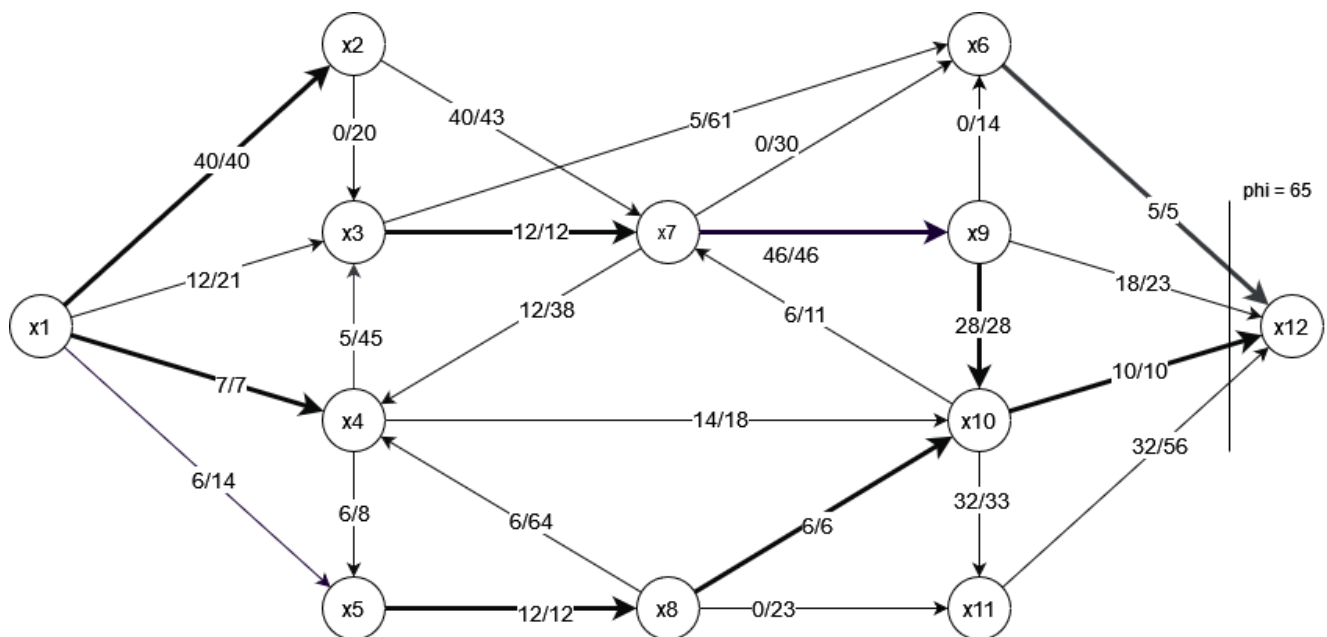 x2
x6
40/43
5/61
0/20
0/30
0/14
40/40
phi = 65
5/5
x3
12/12
x7
46/46
x9
12/21
12/38
6/11
18/23
x1
5/45
28/28
x12
7/7
10/10
x4
14/18
x10
32/56
6/14
6/8
6/64
6/6
32/33
x5
12/12
x8
0/23
x11